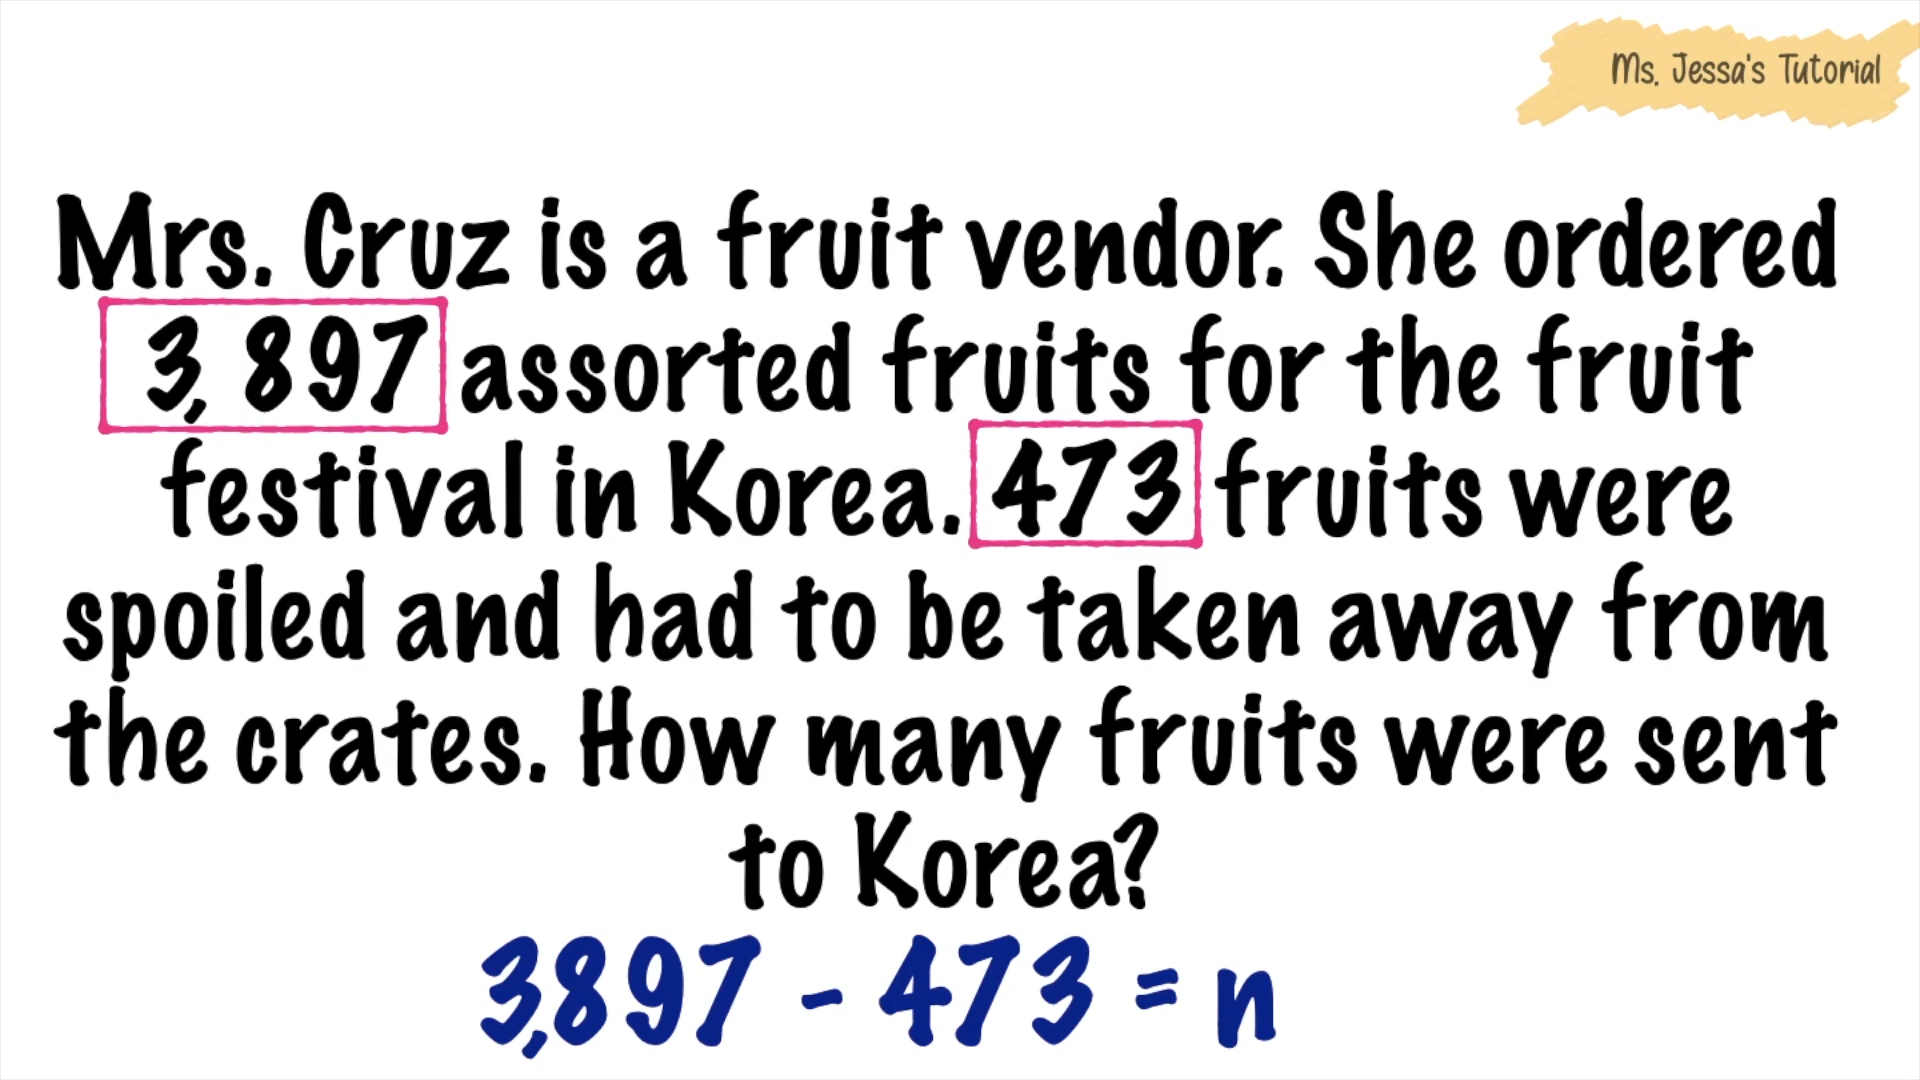 Ms. Jessa's Tutorial
Mrs. Cruz is a fruit vendor. She ordered
3, 897 assorted fruits for the fruit
festival in Korea. 473 fruits were
spoiled and had to be taken away from
the crates. How many fruits were sent
to Korea?
3,897 - 473 = n